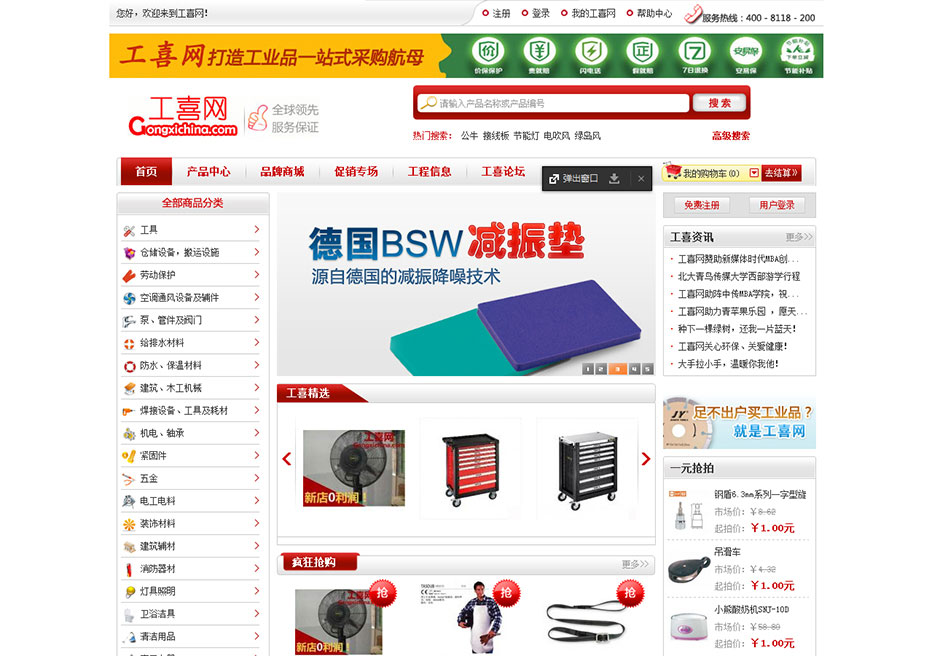 您好，欢迎来到工喜网！
注册 登录 我的工喜网 帮助中心 服务热线：400 - 8118 - 200
工喜网打造工业品一站式采购航母
价保保护 贵就赔 闪电送 假就赔 7日退换 安易保 节能补贴
工喜网
Gongxichina.com
全球领先
服务保证
请输入产品名称或产品编号
搜 索
热门搜索： 公牛 接线板 节能灯 电吹风 绿岛风
高级搜索
首页 产品中心 品牌商城 促销专场 工程信息 工喜论坛
弹出窗口
我的购物车(0) 去结算»
免费注册 用户登录
全部商品分类
工具
仓储设备，搬运设施
劳动保护
空调通风设备及辅件
泵、管件及阀门
给排水材料
防水、保温材料
建筑、木工机械
焊接设备、工具及耗材
机电、轴承
紧固件
五金
电工电料
装饰材料
建筑辅材
消防器材
灯具照明
卫浴洁具
清洁用品
德国BSW减振垫
源自德国的减振降噪技术
1 2 3 4 5
工喜精选
工喜网
新店0利润！
疯狂抢购
更多>>
抢
抢
抢
新店0利润！
工喜资讯 更多>>
· 工喜网赞助新媒体时代MBA创...
· 北大青鸟传媒大学西部游学行程
· 工喜网助阵中传MBA学院，祝...
· 工喜网助力青苹果乐园 ，愿天...
· 种下一棵绿树，还我一片蓝天！
· 工喜网关心环保、关爱健康！
· 大手拉小手，温暖你我他！
JY
足不出户买工业品？
就是工喜网
一元抢拍
钢盾6.3mm系列一字型旋
市场价：￥8.62
起拍价：￥1.00元
吊滑车
市场价：￥4.32
起拍价：￥1.00元
小熊酸奶机SNJ-10D
市场价：￥58.80
起拍价：￥1.00元